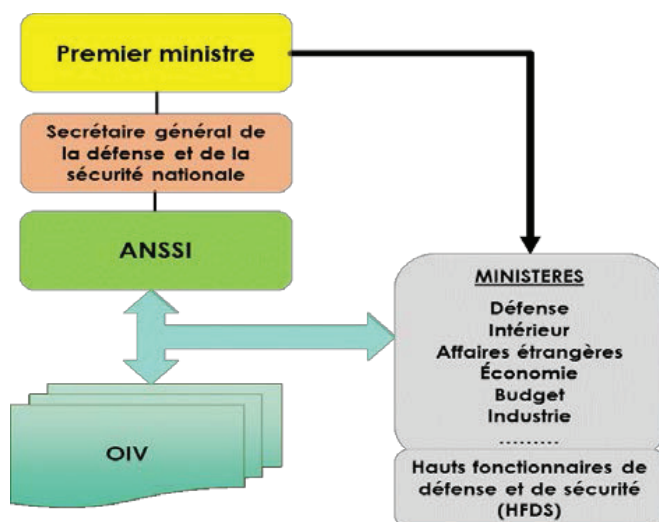 Premier ministre
Secrétaire général de
la défense et de la
sécurité nationale
ANSSI
OIV
MINISTERES
Défense
Intérieur
Affaires étrangères
Économie
Budget
Industrie
.........
Hauts fonctionnaires de
défense et de sécurité
(HFDS)